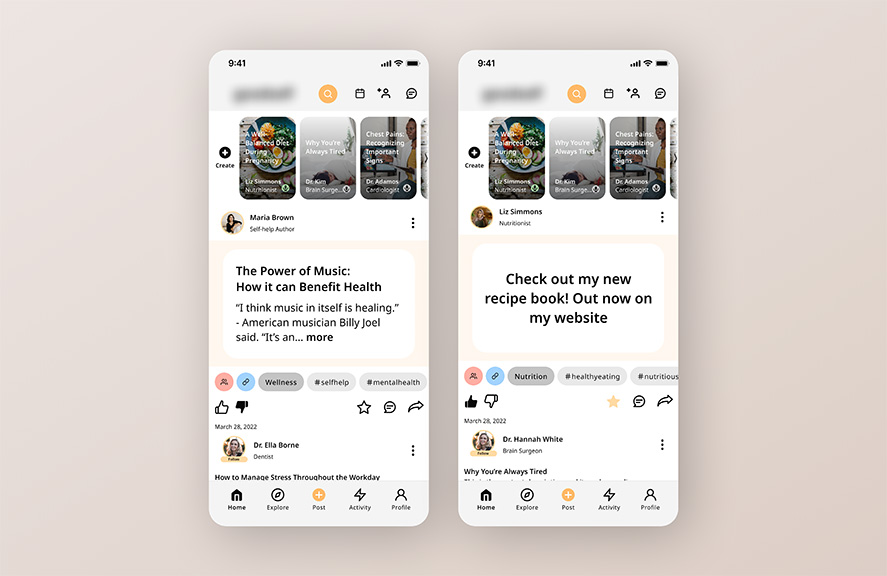 9:41
Create
A Well-
Balanced Diet
During
Pregnancy
Liz Simmons
Nutritionist
Why You're
Always Tired
Dr. Kim
Brain Surge...
Chest Pains:
Recognizing
Important
Signs
Dr. Adamos
Cardiologist
Maria Brown
Self-help Author
The Power of Music:
How it can Benefit Health
“I think music in itself is healing.”
- American musician Billy Joel
said. “It’s an... more
Wellness
#selfhelp
#mentalhealth
March 28, 2022
Follow
Dr. Ella Borne
Dentist
How to Manage Stress Throughout the Workday
Home
Explore
Post
Activity
Profile
9:41
Create
A Well-
Balanced Diet
During
Pregnancy
Liz Simmons
Nutritionist
Why You're
Always Tired
Dr. Kim
Brain Surge...
Chest Pains:
Recognizing
Important
Signs
Dr. Adamos
Cardiologist
Liz Simmons
Nutritionist
Check out my new
recipe book! Out now on
my website
Nutrition
#healthyeating
#nutritious
March 28, 2022
Follow
Dr. Hannah White
Brain Surgeon
Why You're Always Tired
Home
Explore
Post
Activity
Profile